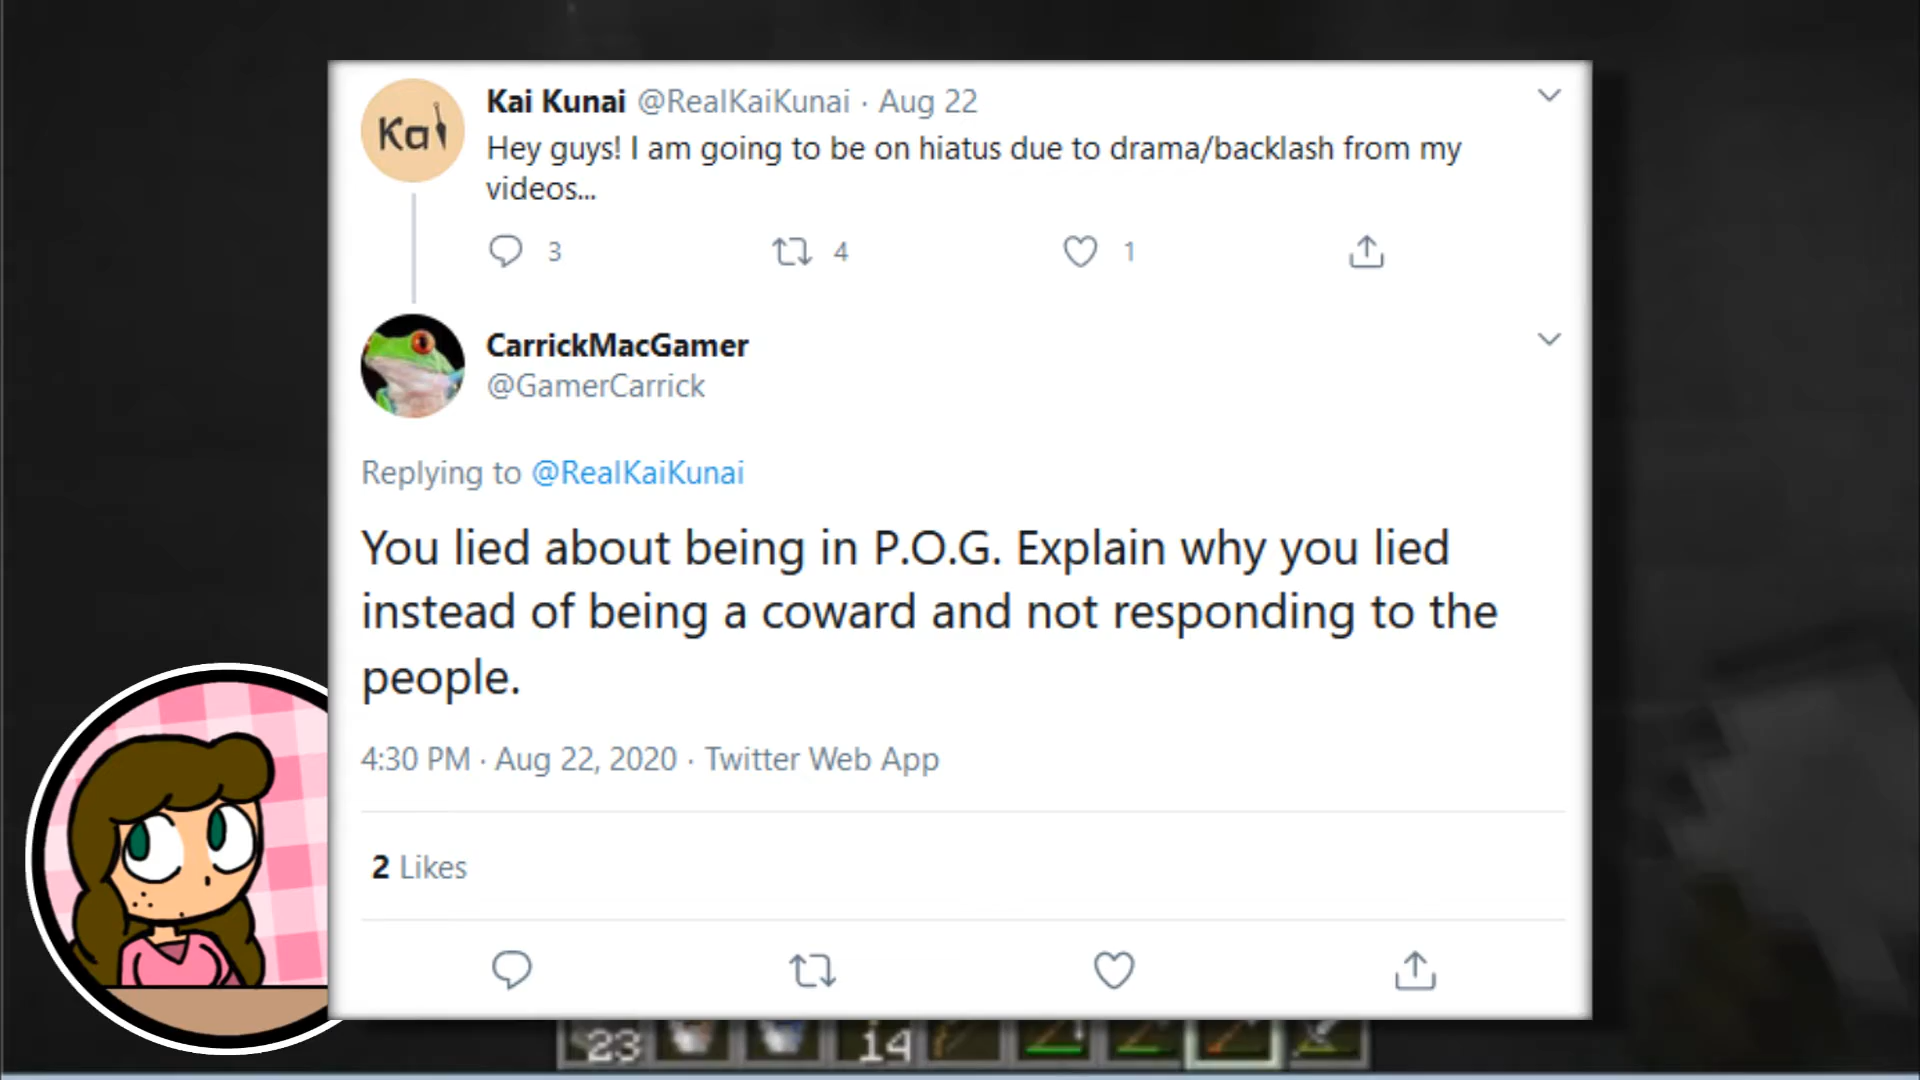 Kai
Kai Kunai @RealKaiKunai · Aug 22
Hey guys! I am going to be on hiatus due to drama/backlash from my
videos...
3 4 1
CarrickMacGamer
@GamerCarrick
Replying to @RealKaiKunai
You lied about being in P.O.G. Explain why you lied
instead of being a coward and not responding to the
people.
4:30 PM · Aug 22, 2020 · Twitter Web App
2 Likes
23 14